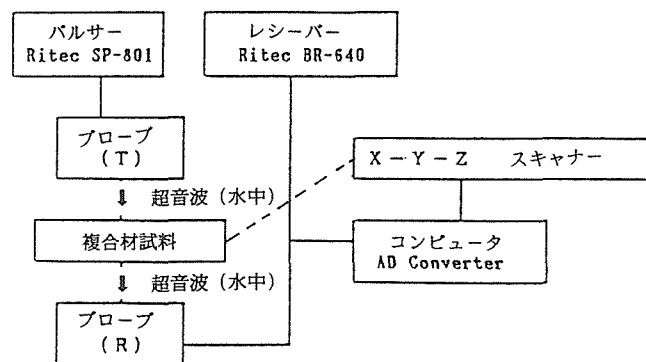 パルサー
Ritec SP-801
レシーバー
Ritec BR-640
プローブ
(T)
X－Y－Z スキャナー
⇓ 超音波（水中）
複合材試料
コンピュータ
AD Converter
⇓ 超音波（水中）
プローブ
(R)